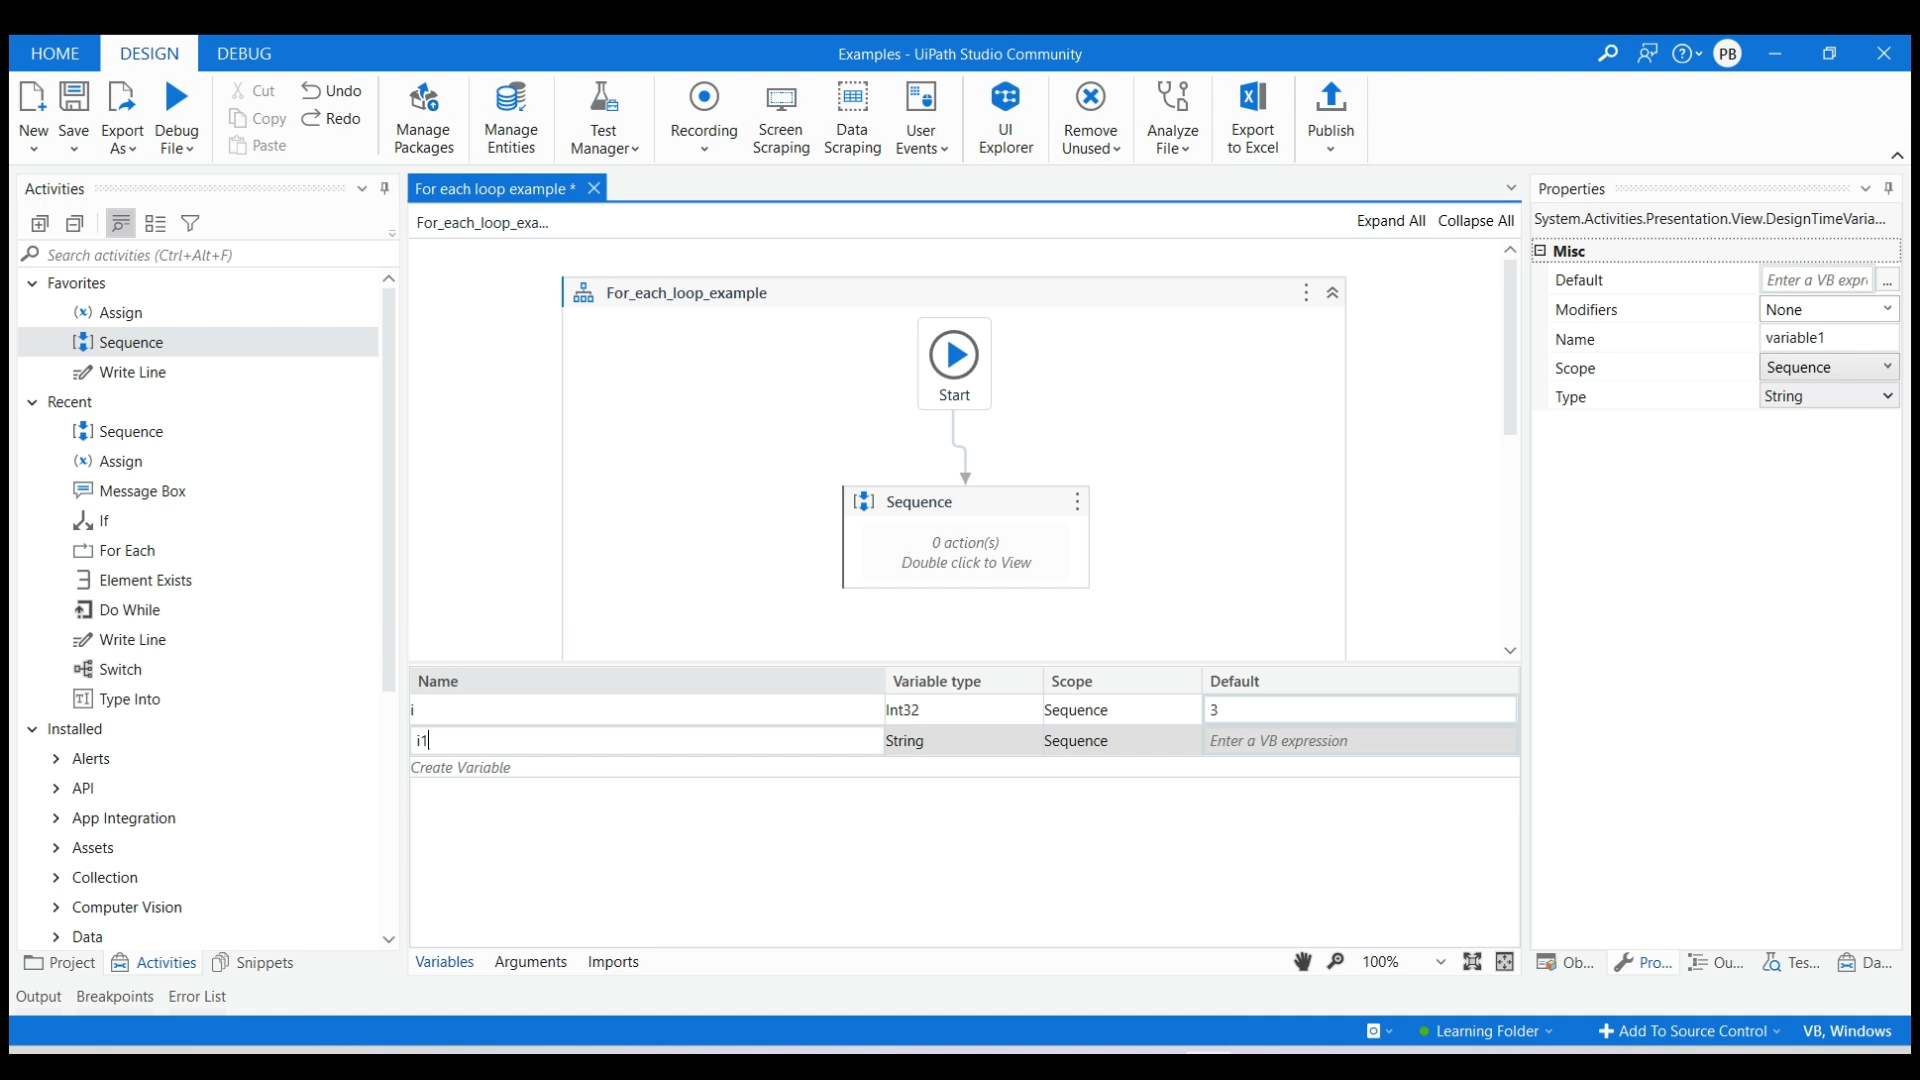 HOME DESIGN DEBUG Examples - UiPath Studio Community PB
New Save Export As Debug File
Cut Copy Paste Undo Redo
Manage Packages
Manage Entities
Test Manager
Recording
Screen Scraping
Data Scraping
User Events
UI Explorer
Remove Unused
Analyze File
Export to Excel
Publish
Activities
Search activities (Ctrl+Alt+F)
Favorites
(x) Assign
Sequence
Write Line
Recent
Sequence
(x) Assign
Message Box
If
For Each
Element Exists
Do While
Write Line
Switch
TI Type Into
Installed
Alerts
API
App Integration
Assets
Collection
Computer Vision
Data
Project Activities Snippets
For each loop example *
For_each_loop_exa... Expand All Collapse All
For_each_loop_example
Start
Sequence
0 action(s)
Double click to View
Name Variable type Scope Default
i Int32 Sequence 3
i1 String Sequence Enter a VB expression
Create Variable
Variables Arguments Imports 100%
Properties
System.Activities.Presentation.View.DesignTimeVaria...
Misc
Default Enter a VB expr ...
Modifiers None
Name variable1
Scope Sequence
Type String
Ob... Pro... Ou... Tes... Da...
Output Breakpoints Error List
Learning Folder Add To Source Control VB, Windows